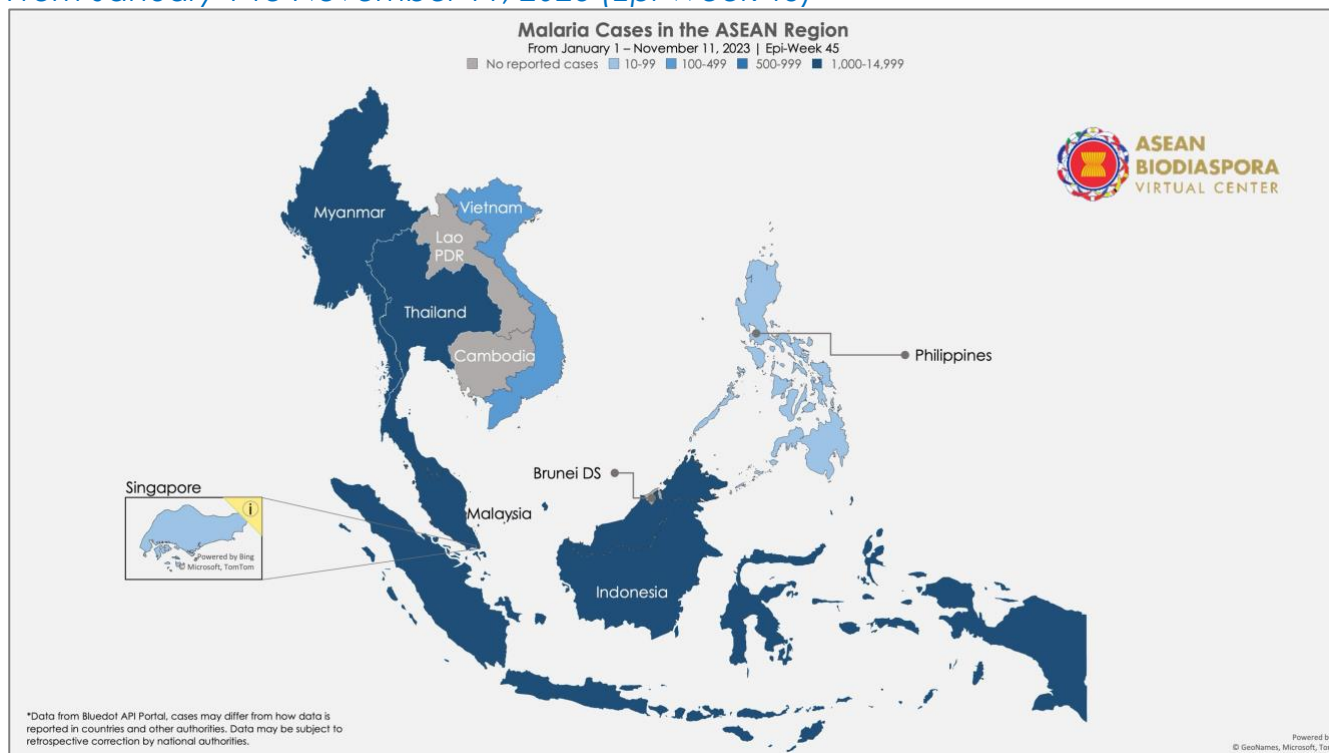 Malaria Cases in the ASEAN Region
From January 1 – November 11, 2023 | Epi-Week 45
No reported cases 10-99 100-499 500-999 1,000-14,999
ASEAN
BIODIASPORA
VIRTUAL CENTER
Myanmar
Vietnam
Lao
PDR
Thailand
Cambodia
Philippines
Brunei DS
Singapore
i
Malaysia
Powered by Bing
Microsoft, TomTom
Indonesia
*Data from Bluedot API Portal, cases may differ from how data is
reported in countries and other authorities. Data may be subject to
retrospective correction by national authorities.
Powered b
© GeoNames, Microsoft, Tom